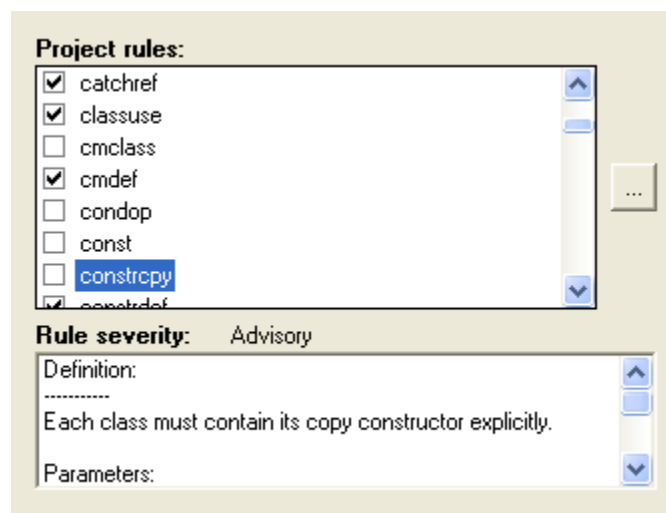 Project rules:
catchref
classuse
cmclass
cmdef
condop
const
constrcpy
constrdef
...
Rule severity: Advisory
Definition:
-----------
Each class must contain its copy constructor explicitly.
Parameters: